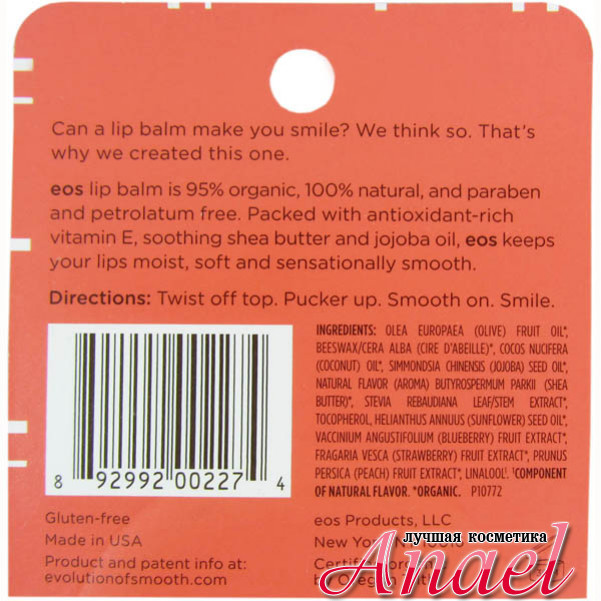 Can a lip balm make you smile? We think so. That's
why we created this one.
eos lip balm is 95% organic, 100% natural, and paraben
and petrolatum free. Packed with antioxidant-rich
vitamin E, soothing shea butter and jojoba oil, eos keeps
your lips moist, soft and sensationally smooth.
Directions: Twist off top. Pucker up. Smooth on. Smile.
INGREDIENTS: OLEA EUROPAEA (OLIVE) FRUIT OIL*,
BEESWAX/CERA ALBA (CIRE D'ABEILLE)*, COCOS NUCIFERA
(COCONUT) OIL*, SIMMONDSIA CHINENSIS (JOJOBA) SEED OIL*,
NATURAL FLAVOR (AROMA) BUTYROSPERMUM PARKII (SHEA
BUTTER)*, STEVIA REBAUDIANA LEAF/STEM EXTRACT*,
TOCOPHEROL, HELIANTHUS ANNUUS (SUNFLOWER) SEED OIL*,
VACCINIUM ANGUSTIFOLIUM (BLUEBERRY) FRUIT EXTRACT*,
FRAGARIA VESCA (STRAWBERRY) FRUIT EXTRACT*, PRUNUS
PERSICA (PEACH) FRUIT EXTRACT*, LINALOOL. ¹COMPONENT
OF NATURAL FLAVOR. *ORGANIC. P10772
8 92992 00227 4
Gluten-free
Made in USA
Product and patent info at:
evolutionofsmooth.com
eos Products, LLC
New York
by Oregon
лучшая косметика
Anael